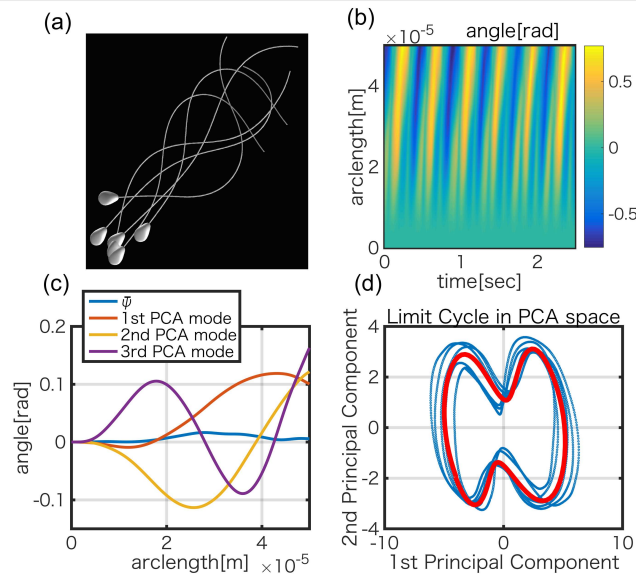 (a)
(b)
×10⁻⁵
angle[rad]
arclength[m]
4
2
0
0
1
2
time[sec]
0.5
0
-0.5
(c)
ψ̄
1st PCA mode
2nd PCA mode
3rd PCA mode
angle[rad]
0.2
0.1
0
-0.1
0
2
4
×10⁻⁵
arclength[m]
(d)
Limit Cycle in PCA space
2nd Principal Component
4
2
0
-2
-4
-10
0
10
1st Principal Component